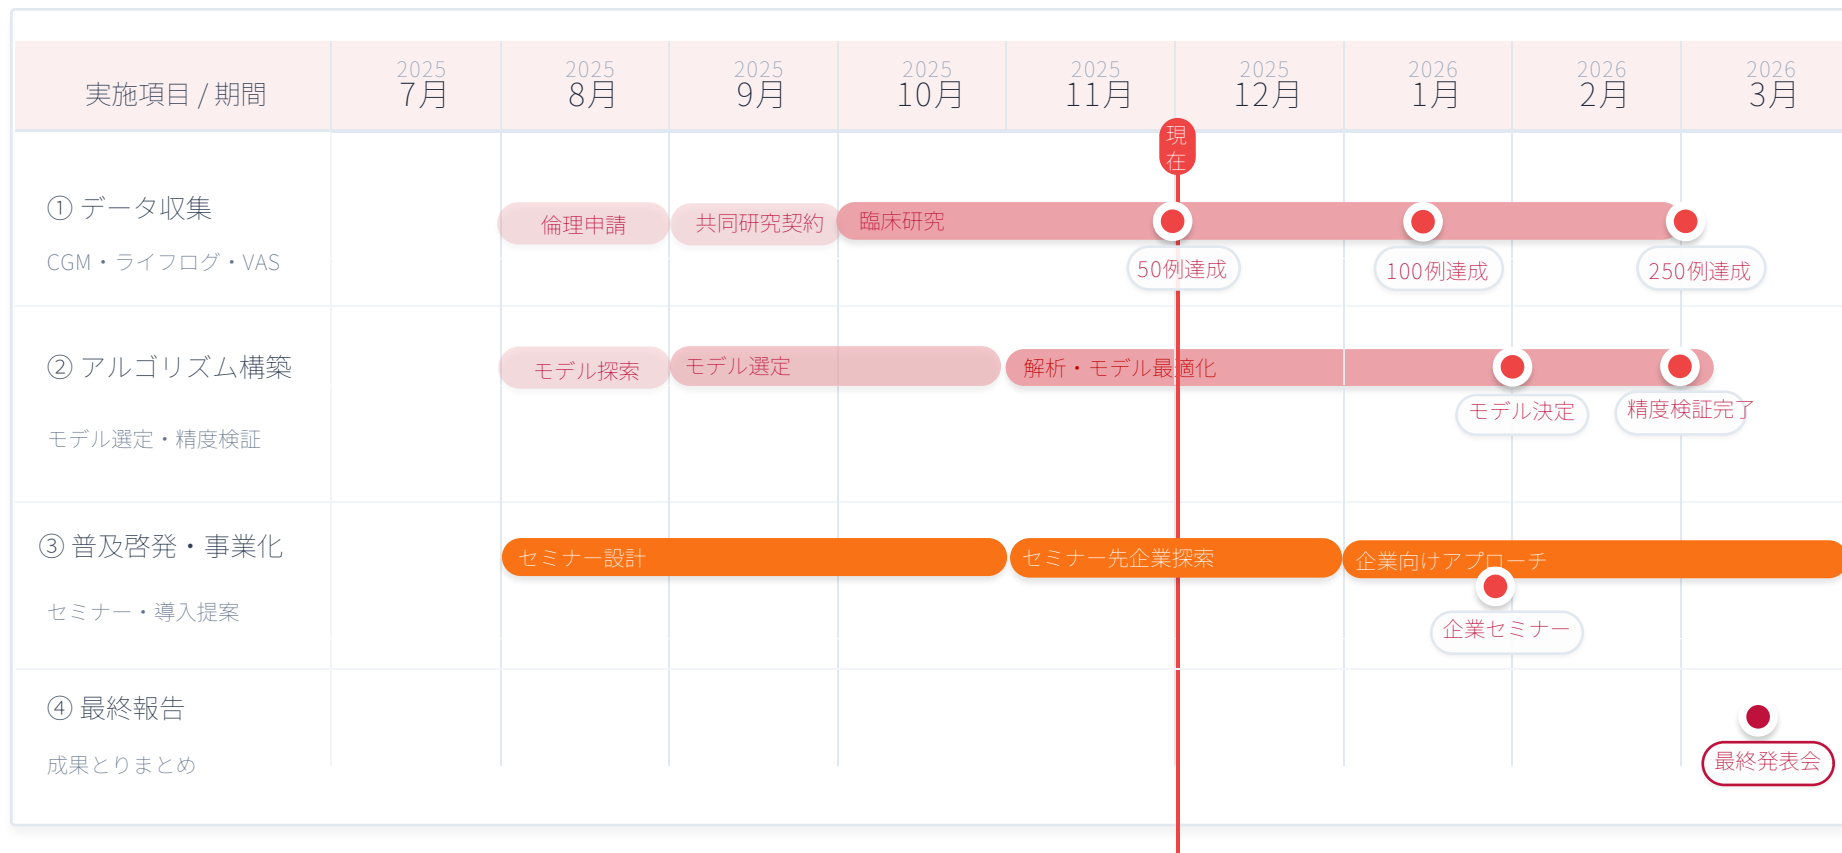 実施項目 / 期間
2025
7月
2025
8月
2025
9月
2025
10月
2025
11月
2025
12月
2026
1月
2026
2月
2026
3月
現
在
① データ収集
CGM・ライフログ・VAS
倫理申請
共同研究契約
臨床研究
50例達成
100例達成
250例達成
② アルゴリズム構築
モデル選定・精度検証
モデル探索
モデル選定
解析・モデル最適化
モデル決定
精度検証完了
③ 普及啓発・事業化
セミナー・導入提案
セミナー設計
セミナー先企業探索
企業向けアプローチ
企業セミナー
④ 最終報告
成果とりまとめ
最終発表会